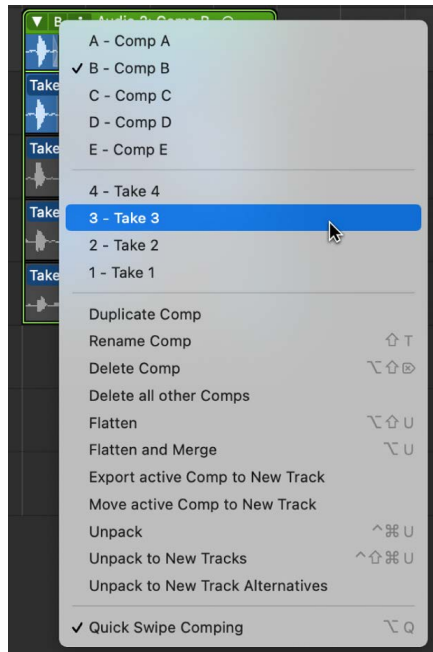 B
A - Comp A
✓ B - Comp B
C - Comp C
D - Comp D
E - Comp E
4 - Take 4
3 - Take 3
2 - Take 2
1 - Take 1
Take
Take
Take
Take
Duplicate Comp
Rename Comp ⇧ T
Delete Comp ⌥⇧⌦
Delete all other Comps
Flatten ⌥⇧U
Flatten and Merge ⌥U
Export active Comp to New Track
Move active Comp to New Track
Unpack ^⌘U
Unpack to New Tracks ^⇧⌘U
Unpack to New Track Alternatives
✓ Quick Swipe Comping ⌥Q